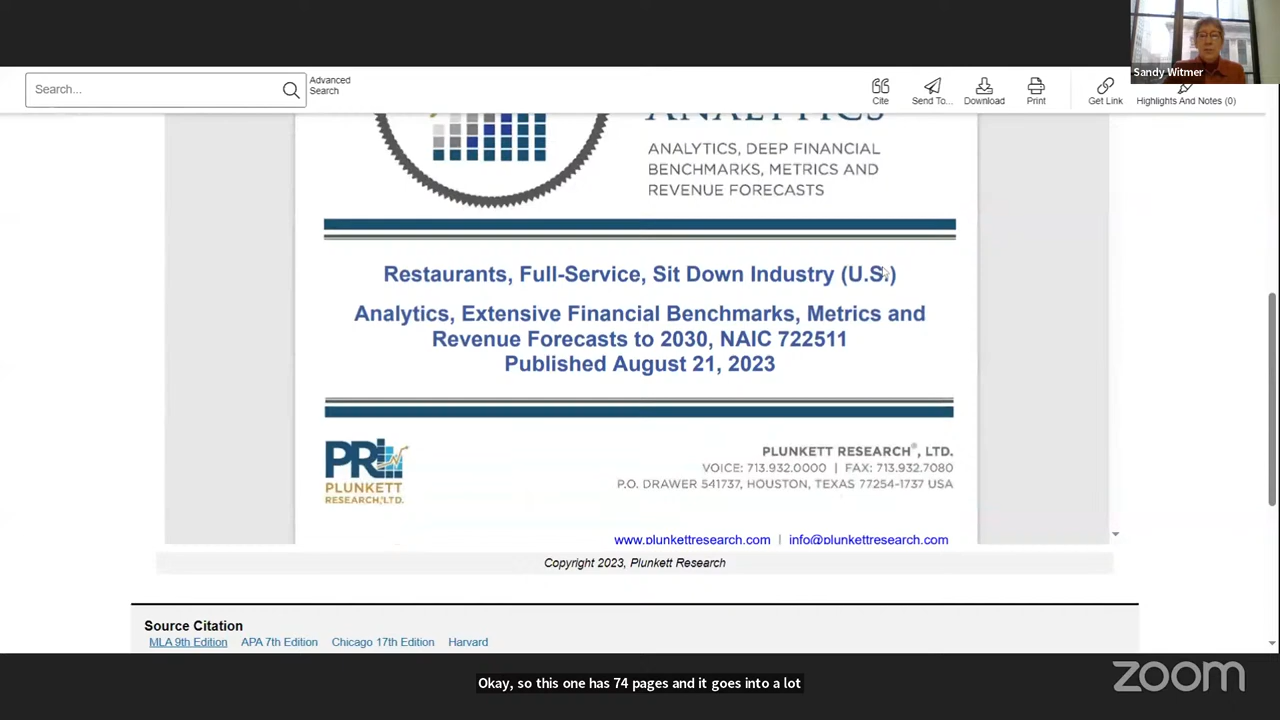 Sandy Witmer
Search...
Advanced
Search
Cite
Send To...
Download
Print
Get Link
Highlights And Notes (0)
ANALYTICS
ANALYTICS, DEEP FINANCIAL
BENCHMARKS, METRICS AND
REVENUE FORECASTS
Restaurants, Full-Service, Sit Down Industry (U.S.)
Analytics, Extensive Financial Benchmarks, Metrics and
Revenue Forecasts to 2030, NAIC 722511
Published August 21, 2023
PRi
PLUNKETT
RESEARCH,LTD.
PLUNKETT RESEARCH®, LTD.
VOICE: 713.932.0000 | FAX: 713.932.7080
P.O. DRAWER 541737, HOUSTON, TEXAS 77254-1737 USA
www.plunkettresearch.com | info@plunkettresearch.com
Copyright 2023, Plunkett Research
Source Citation
MLA 9th Edition APA 7th Edition Chicago 17th Edition Harvard
Okay, so this one has 74 pages and it goes into a lot
zoom